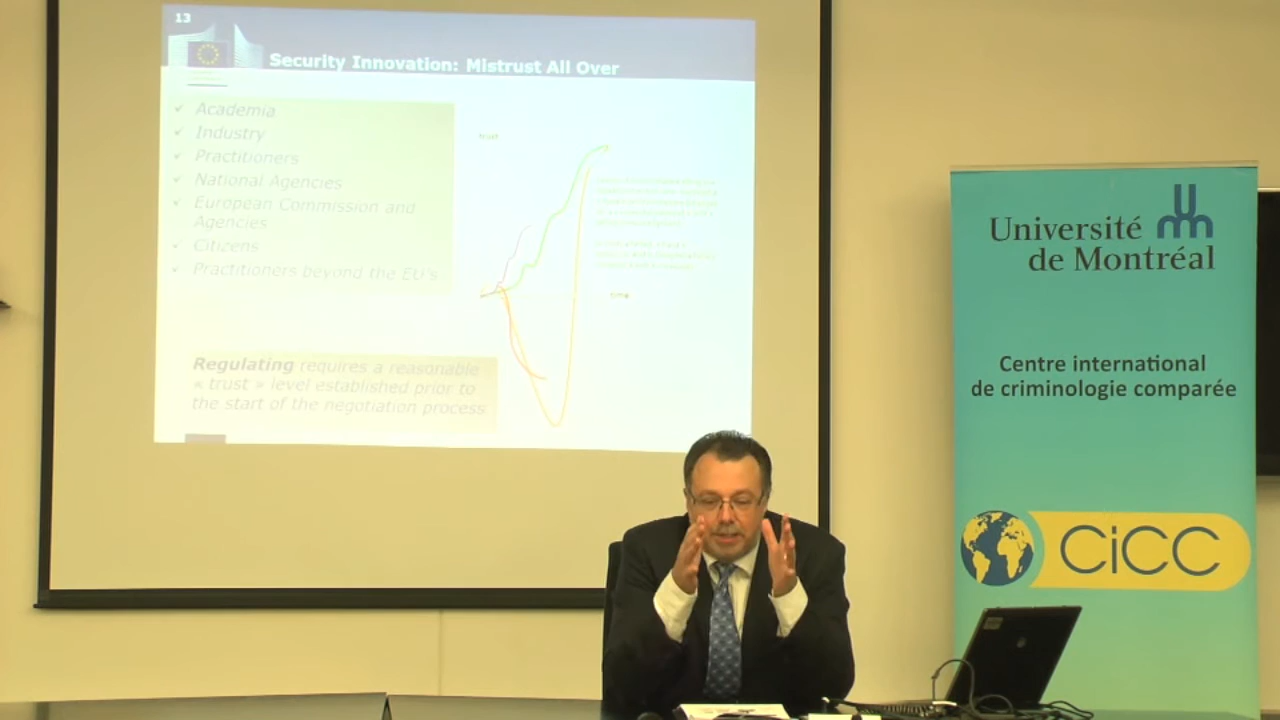 13
Security Innovation: Mistrust All Over
✓ Academia
✓ Industry
✓ Practitioners
✓ National Agencies
✓ European Commission and
Agencies
✓ Citizens
✓ Practitioners beyond the EU's
trust
time
Regulating requires a reasonable
« trust » level established prior to
the start of the negotiation process
Université
de Montréal
Centre international
de criminologie comparée
CiCC